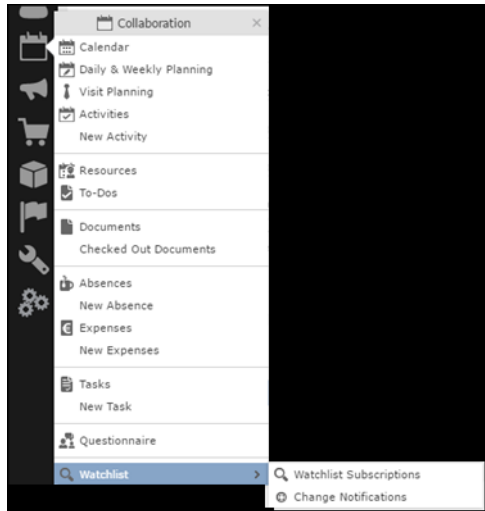 Collaboration
Calendar
Daily & Weekly Planning
Visit Planning
Activities
New Activity
Resources
To-Dos
Documents
Checked Out Documents
Absences
New Absence
Expenses
New Expenses
Tasks
New Task
Questionnaire
Watchlist
Watchlist Subscriptions
Change Notifications